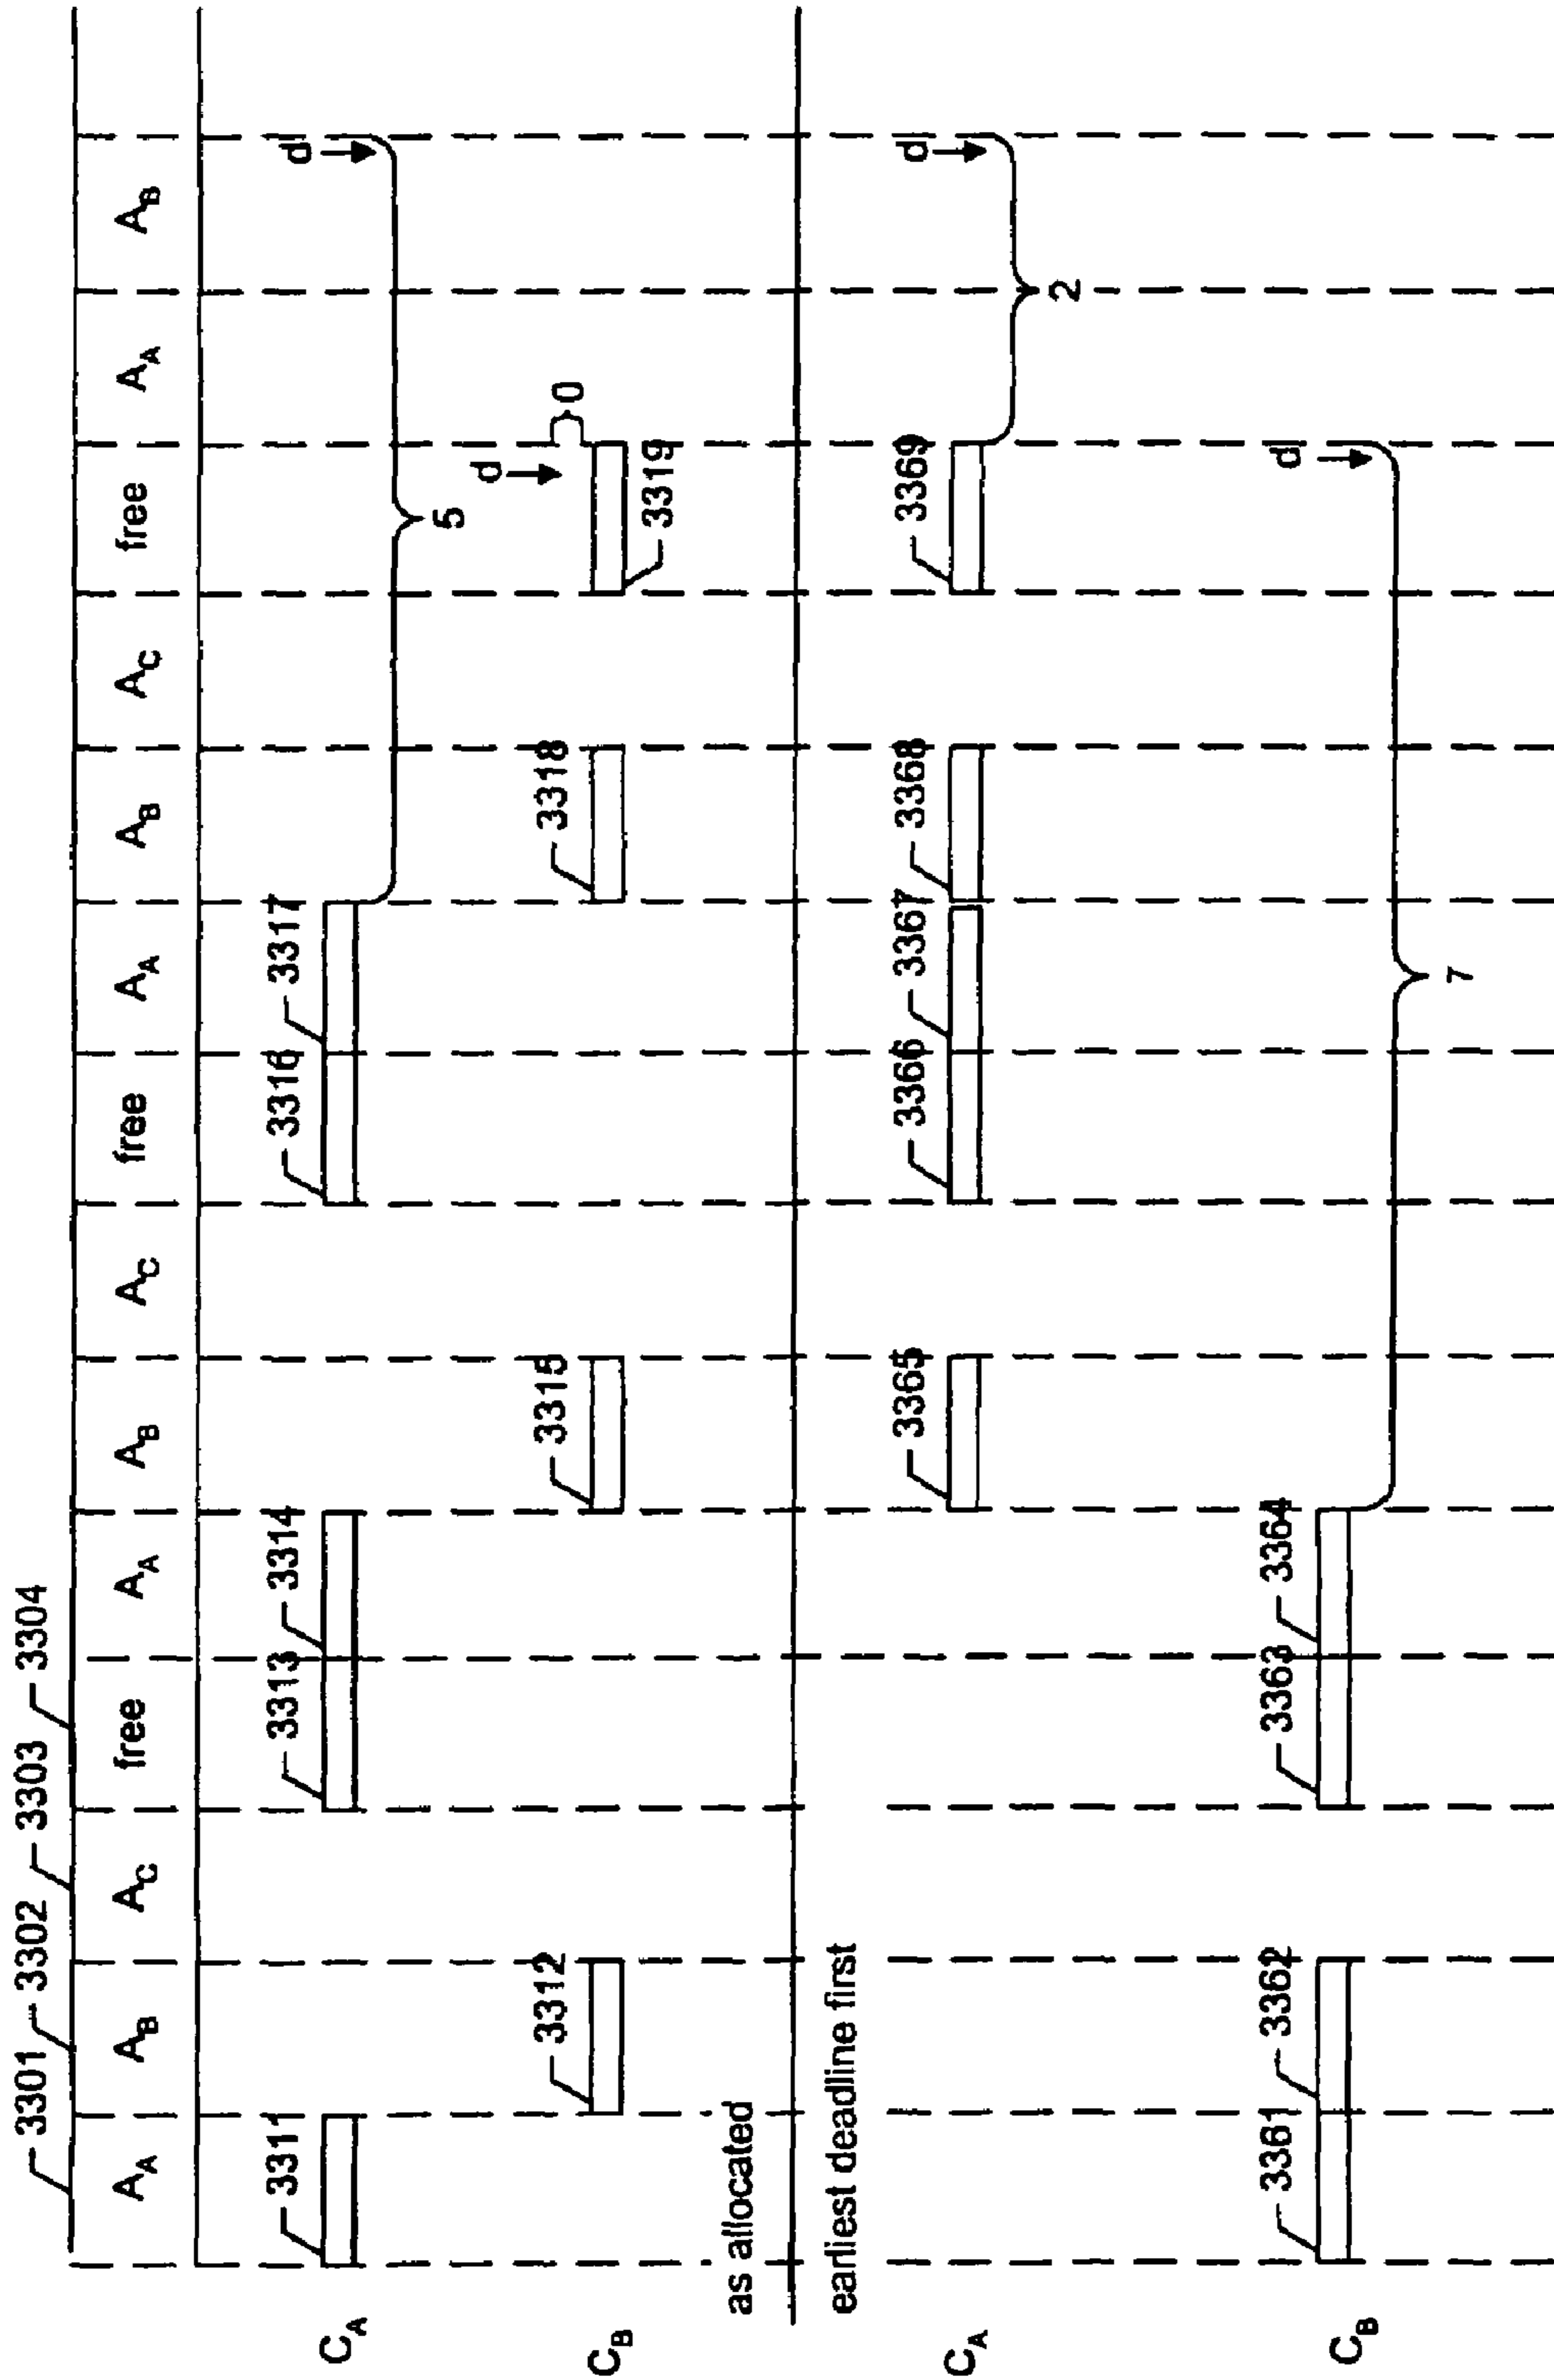 3301 3302 3303 3304
A_A A_B A_C free A_A A_B A_C free A_A A_B A_C free A_A A_B
C_A
3311 3313 3314 3316 3317 d
5
C_B
3312 3315 3318 d 0
3319
as allocated
earliest deadline first
C_A
3365 3366 3367 3368 3369 d
2
C_B
3361 3362 3363 3364 d
7